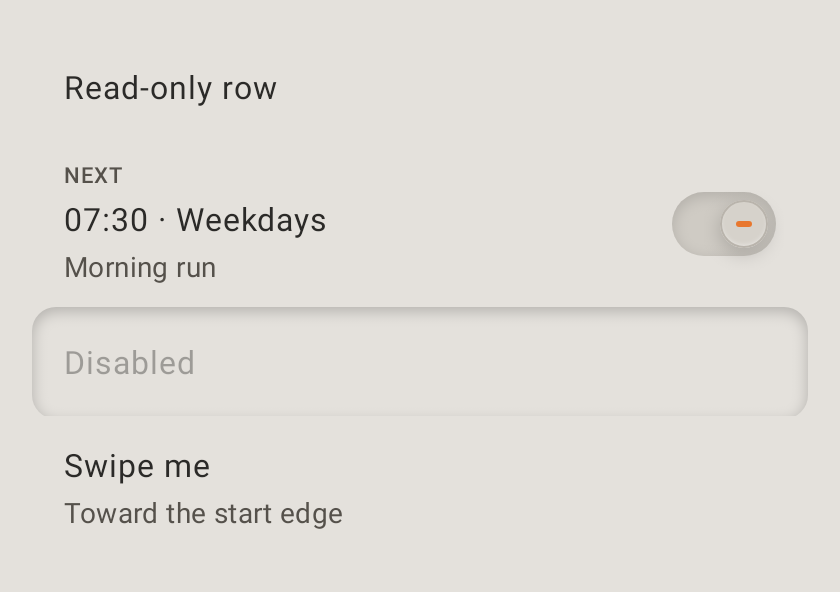 Read-only row
NEXT
07:30 · Weekdays
Morning run
Disabled
Swipe me
Toward the start edge